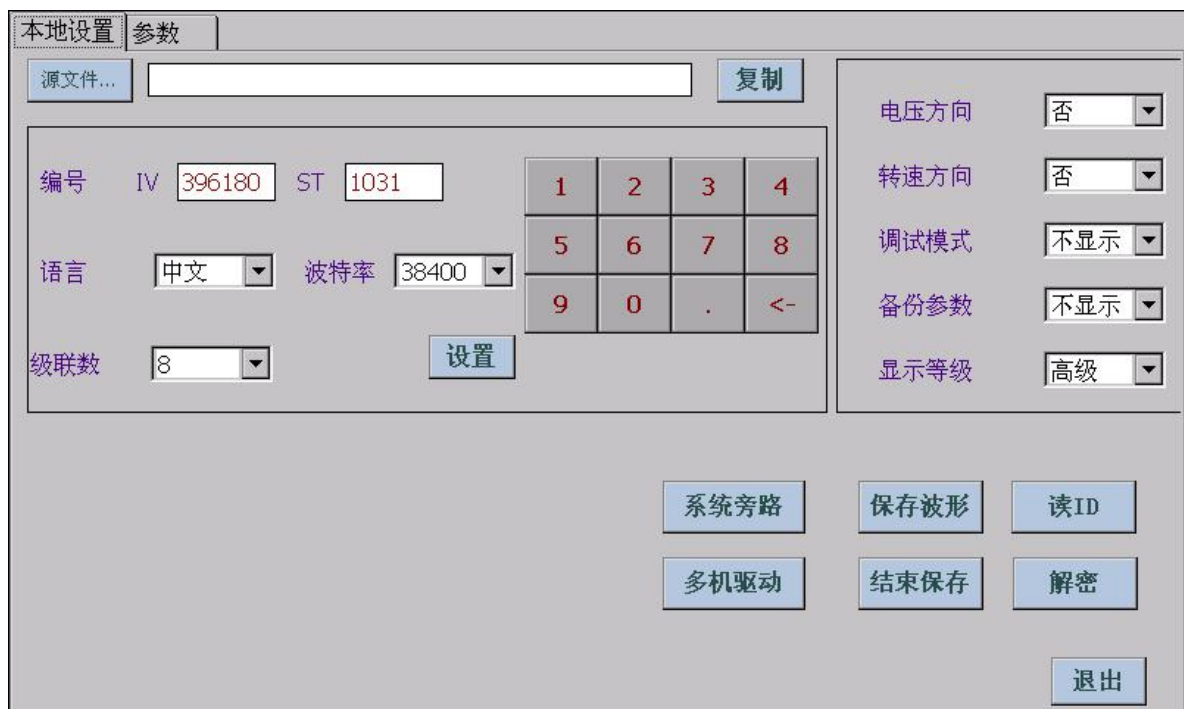 本地设置 参数
源文件... 复制
编号 IV 396180 ST 1031
语言 中文 波特率 38400
级联数 8 设置
1 2 3 4
5 6 7 8
9 0 . <-
电压方向 否
转速方向 否
调试模式 不显示
备份参数 不显示
显示等级 高级
系统旁路 保存波形 读ID
多机驱动 结束保存 解密
退出